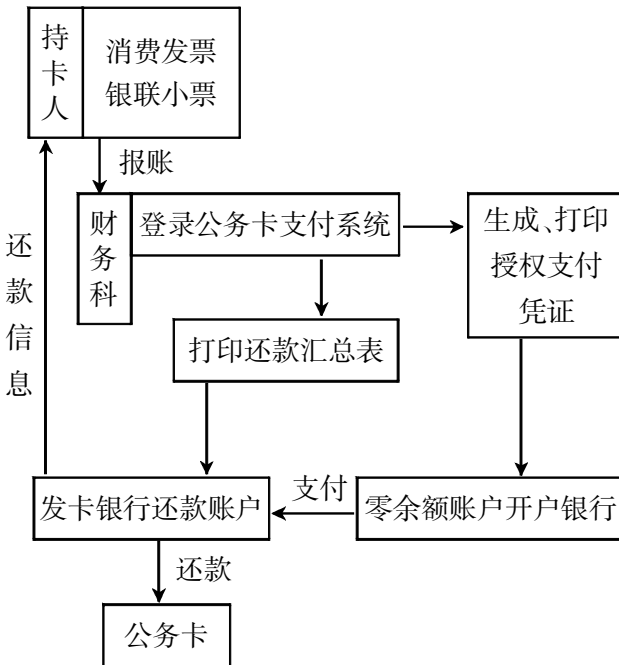 持卡人
消费发票
银联小票
报账
财务科
登录公务卡支付系统
生成、打印
授权支付
凭证
还款信息
打印还款汇总表
发卡银行还款账户
支付
零余额账户开户银行
还款
公务卡